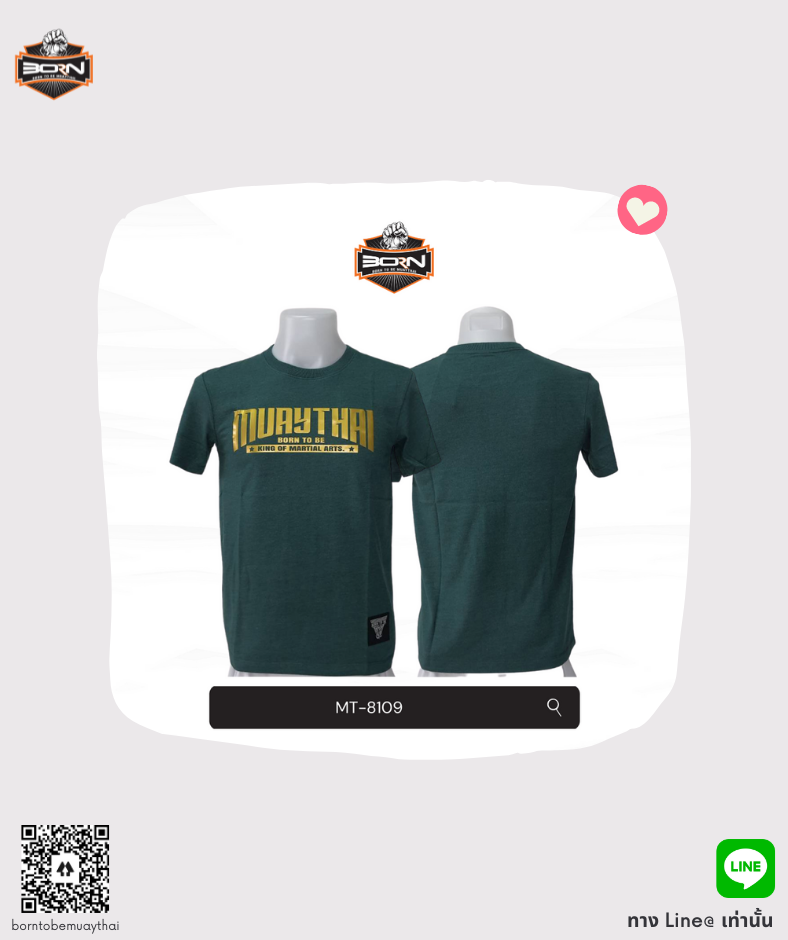 BORN
BORN TO BE MUAYTHAI
BORN
BORN TO BE MUAYTHAI
MUAYTHAI
BORN TO BE
★ KING OF MARTIAL ARTS. ★
MT-8109
borntobemuaythai
LINE
ทาง Line@ เท่านั้น